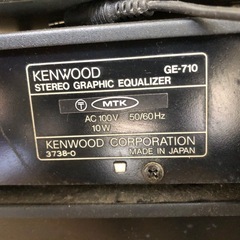 KENWOOD GE-710
STEREO GRAPHIC EQUALIZER
T MTK
AC 100V 50/60Hz
10W
KENWOOD CORPORATION
3738-0 MADE IN JAPAN